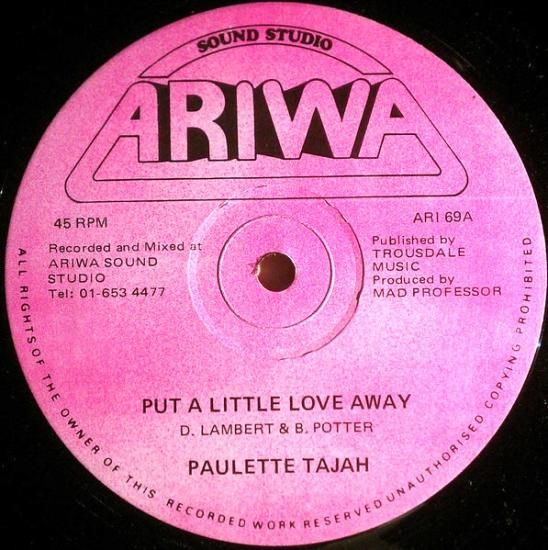 SOUND STUDIO
ARIWA
45 RPM
ARI 69A
Recorded and Mixed at
ARIWA SOUND
STUDIO
Tel: 01-653 4477
Published by
TROUSDALE
MUSIC
Produced by
MAD PROFESSOR
PUT A LITTLE LOVE AWAY
D. LAMBERT & B. POTTER
PAULETTE TAJAH
ALL RIGHTS OF THE OWNER OF THIS. RECORDED WORK RESERVED UNAUTHORISED COPYING PROHIBITED